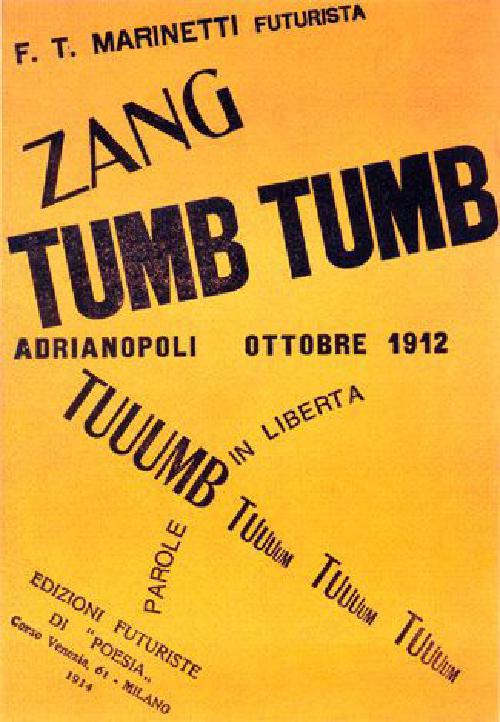 F. T. MARINETTI FUTURISTA
ZANG
TUMB TUMB
ADRIANOPOLI OTTOBRE 1912
TUUUMB
IN LIBERTA
PAROLE
TUUUUM TUUUUM TUUUUM
EDIZIONI FUTURISTE
DI "POESIA„
Corso Venezia, 61 - MILANO
1914